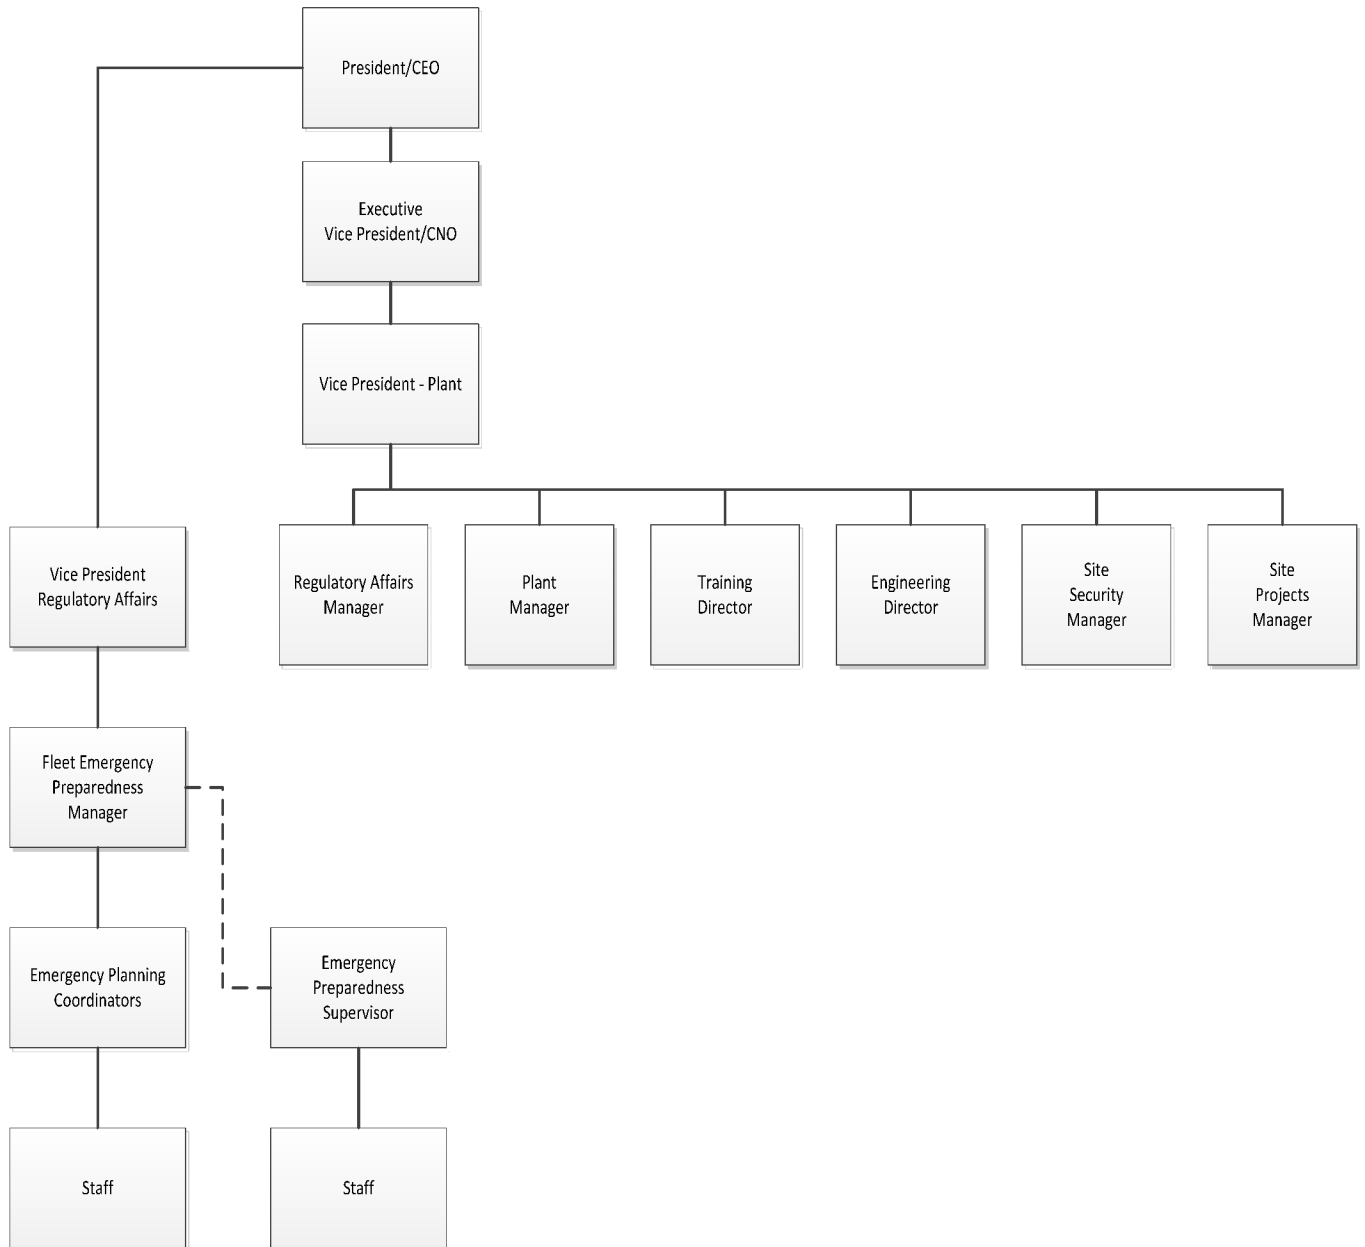 President/CEO
Executive
Vice President/CNO
Vice President - Plant
Vice President
Regulatory Affairs
Regulatory Affairs
Manager
Plant
Manager
Training
Director
Engineering
Director
Site
Security
Manager
Site
Projects
Manager
Fleet Emergency
Preparedness
Manager
Emergency Planning
Coordinators
Emergency
Preparedness
Supervisor
Staff
Staff